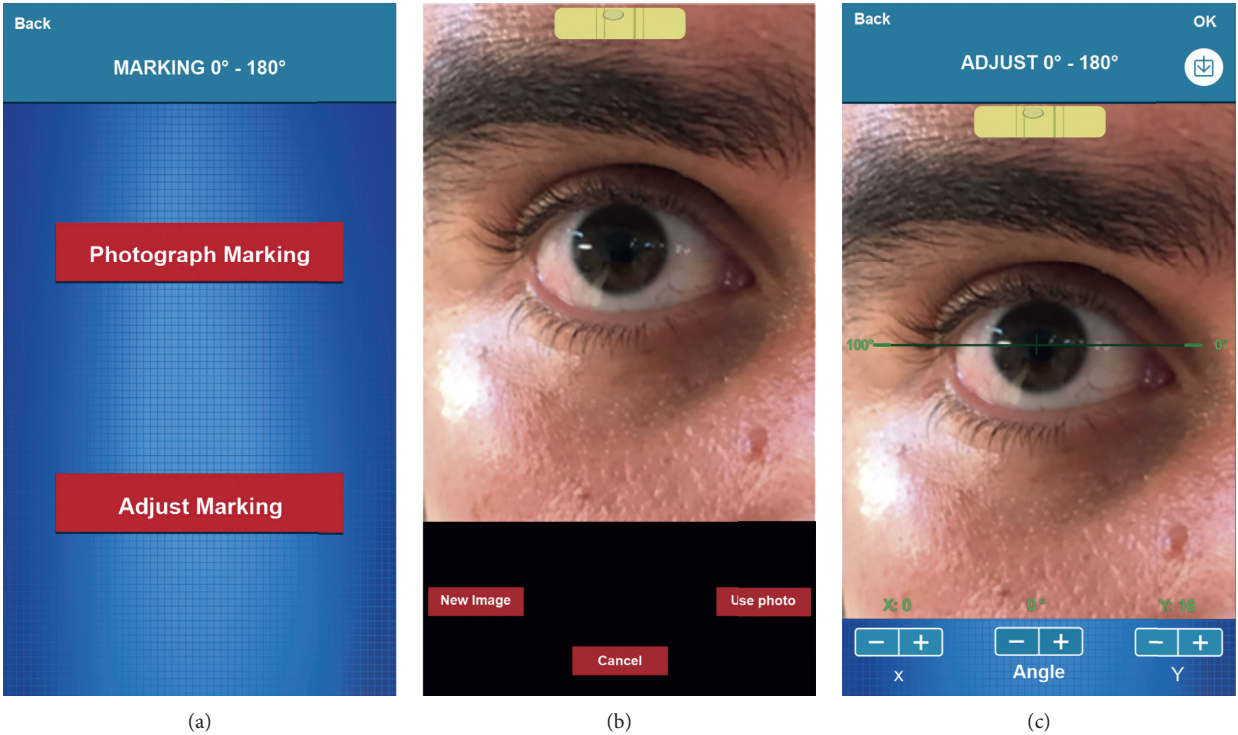 Back
MARKING 0° - 180°
Photograph Marking
Adjust Marking
(a)
New Image
Use photo
Cancel
(b)
Back
OK
ADJUST 0° - 180°
100°
0°
X: 0
0°
Y: 16
− +
− +
− +
x
Angle
Y
(c)